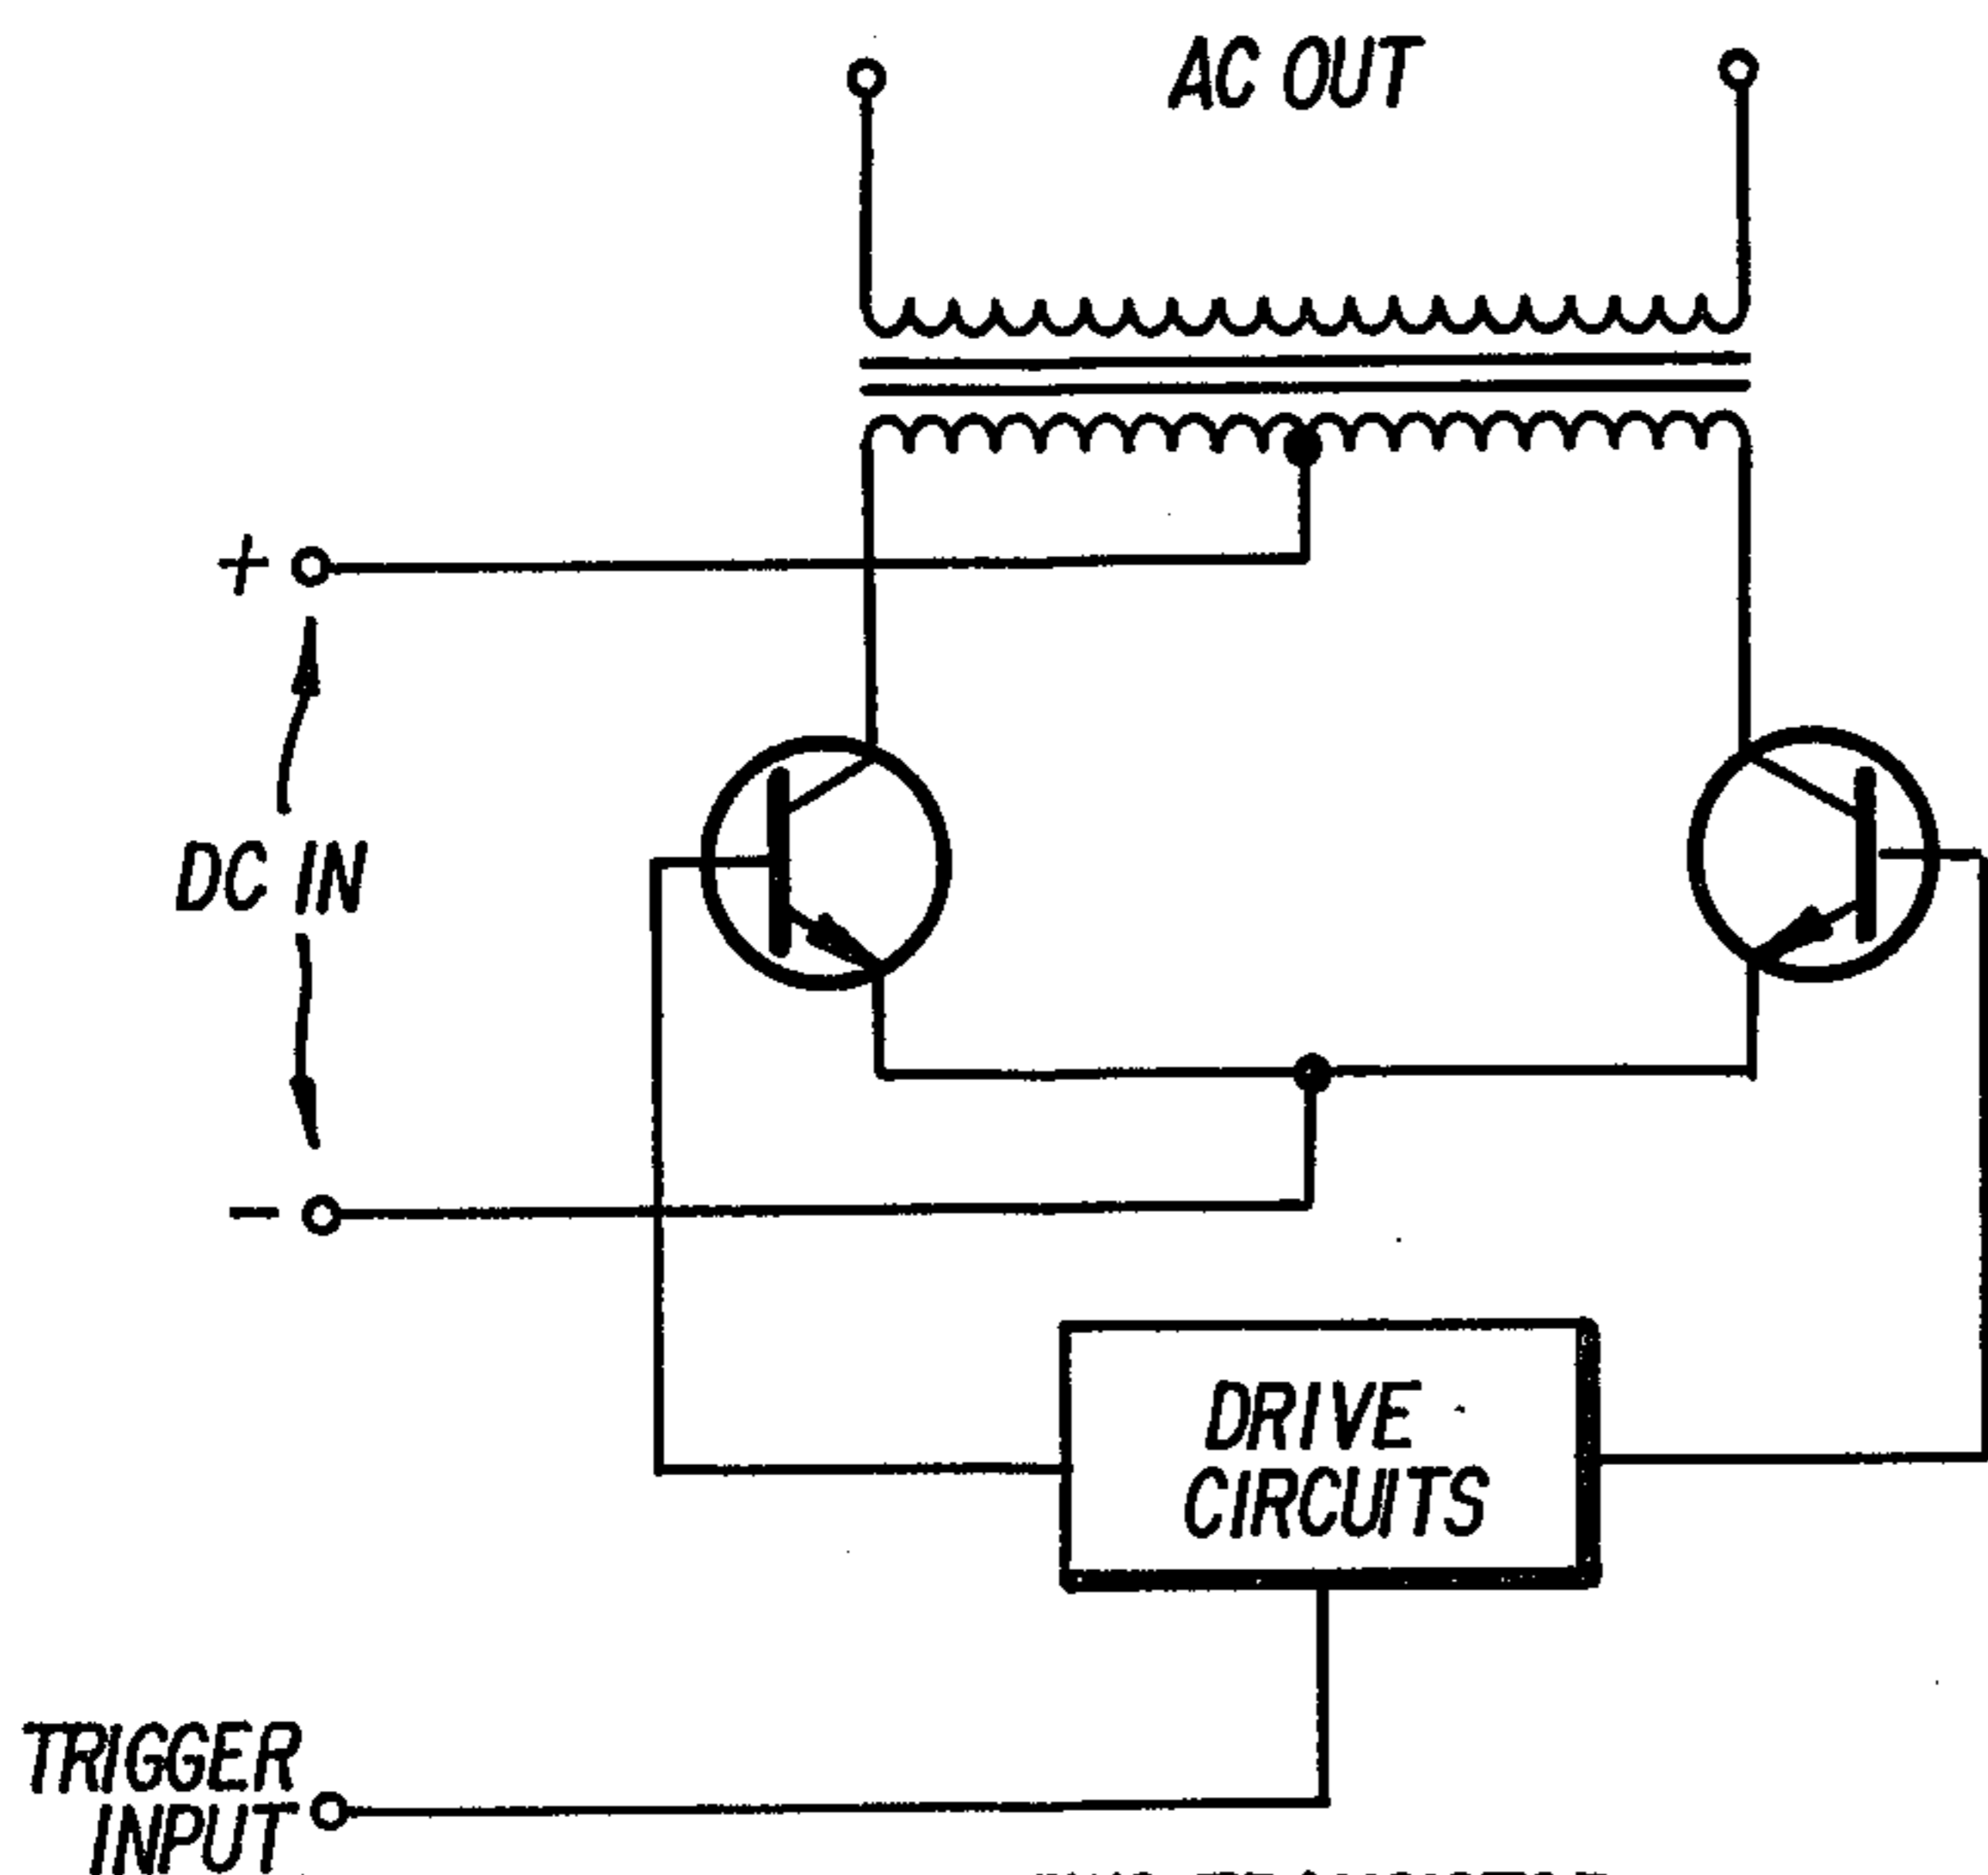 AC OUT
+
DC IN
−
DRIVE
CIRCUITS
TRIGGER
INPUT